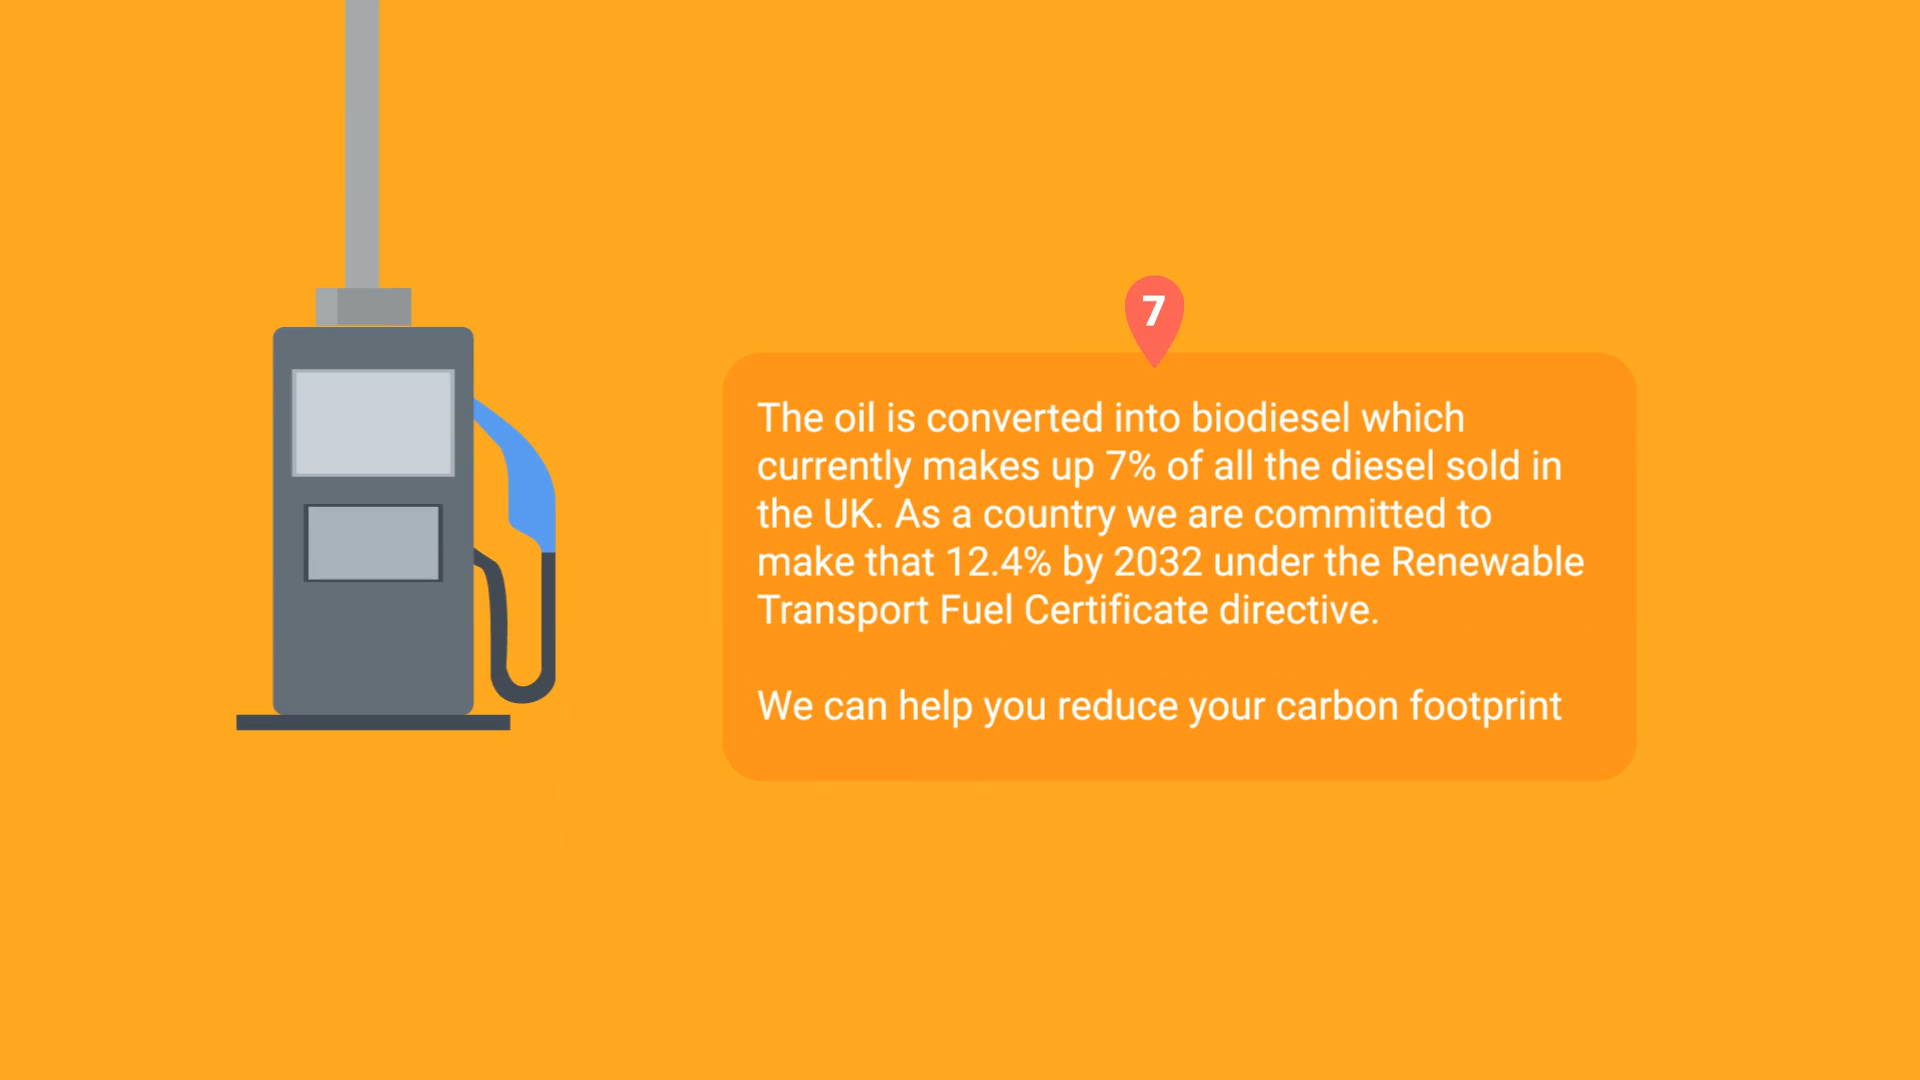 7
The oil is converted into biodiesel which
currently makes up 7% of all the diesel sold in
the UK. As a country we are committed to
make that 12.4% by 2032 under the Renewable
Transport Fuel Certificate directive.
We can help you reduce your carbon footprint